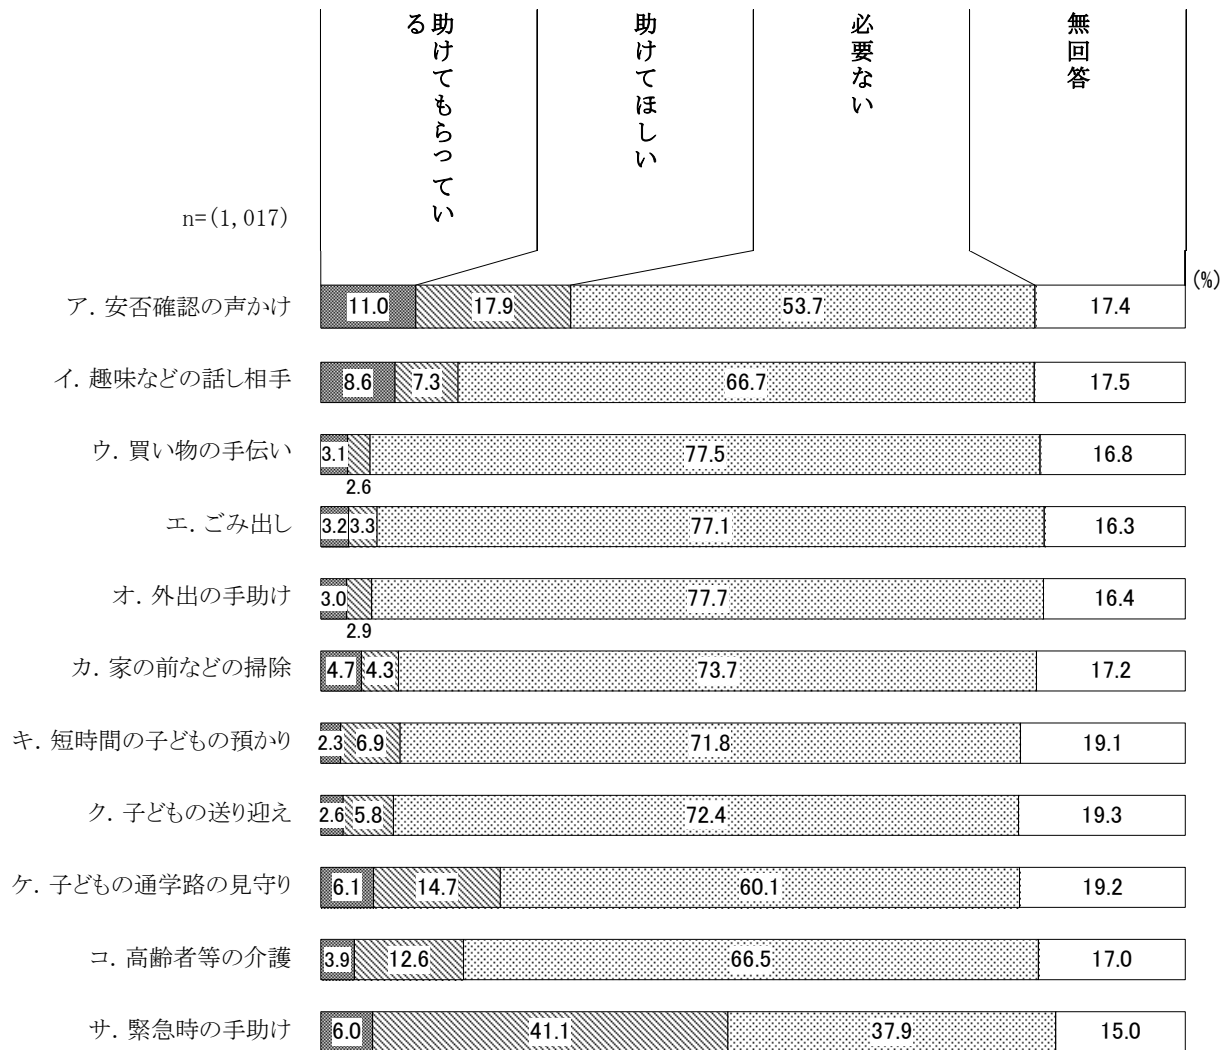 助けてもらってい
る
助けてほしい
必要ない
無回答
n=(1,017)
(%)
ア. 安否確認の声かけ 11.0 17.9 53.7 17.4
イ. 趣味などの話し相手 8.6 7.3 66.7 17.5
ウ. 買い物の手伝い 3.1 77.5 16.8
2.6
エ. ごみ出し 3.2 3.3 77.1 16.3
オ. 外出の手助け 3.0 77.7 16.4
2.9
カ. 家の前などの掃除 4.7 4.3 73.7 17.2
キ. 短時間の子どもの預かり 2.3 6.9 71.8 19.1
ク. 子どもの送り迎え 2.6 5.8 72.4 19.3
ケ. 子どもの通学路の見守り 6.1 14.7 60.1 19.2
コ. 高齢者等の介護 3.9 12.6 66.5 17.0
サ. 緊急時の手助け 6.0 41.1 37.9 15.0